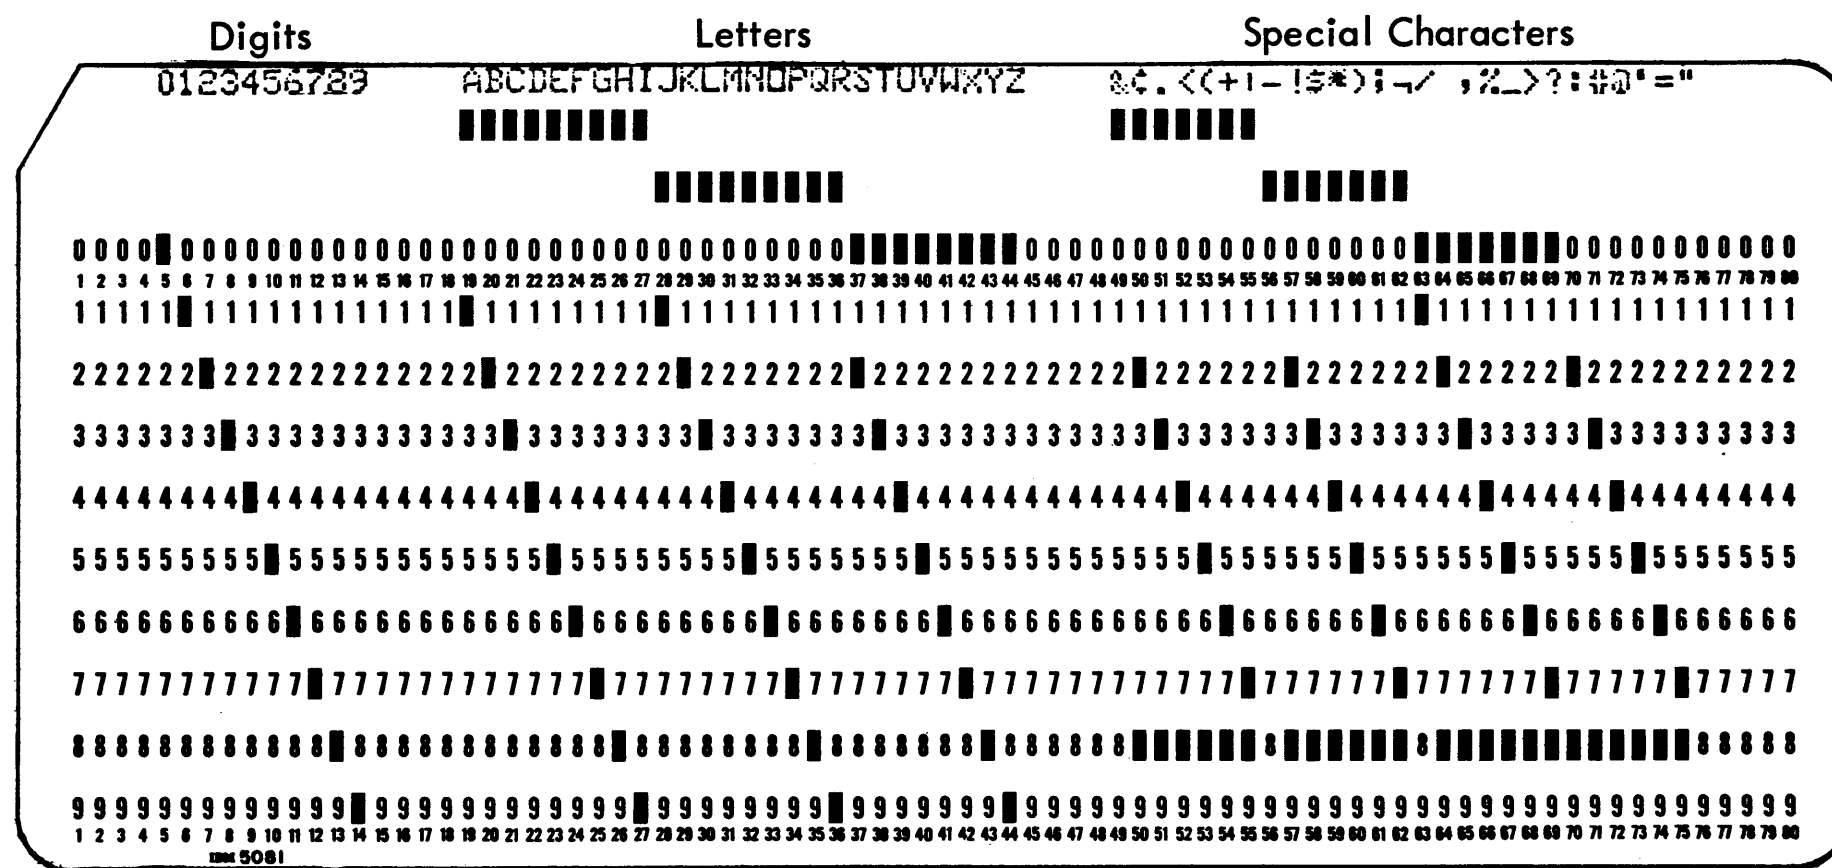 Digits Letters Special Characters
0123456789 ABCDEFGHIJKLMNOPQRSTUVWXYZ &¢.<(+|-!$*);¬/ ,%_>?:#@'="
0000 0000000000000000000000000000000 000000000000000000 00000000000
1 2 3 4 5 6 7 8 9 10 11 12 13 14 15 16 17 18 19 20 21 22 23 24 25 26 27 28 29 30 31 32 33 34 35 36 37 38 39 40 41 42 43 44 45 46 47 48 49 50 51 52 53 54 55 56 57 58 59 60 61 62 63 64 65 66 67 68 69 70 71 72 73 74 75 76 77 78 79 80
11111 111111111111 11111111 1111111111111111111111111111111111 11111111111111111
222222 222222222222 22222222 2222222 222222222222 222222 222222 22222 2222222222
3333333 333333333333 33333333 3333333 333333333333 333333 333333 33333 333333333
44444444 444444444444 44444444 4444444 444444444444 444444 444444 44444 44444444
555555555 555555555555 55555555 5555555 555555555555 555555 555555 55555 5555555
6666666666 666666666666 66666666 6666666 666666666666 666666 666666 66666 666666
77777777777 777777777777 77777777 7777777 777777777777 777777 777777 77777 77777
888888888888 888888888888 88888888 8888888 888888 8 8 88888
9999999999999 999999999999 99999999 9999999 999999999999999999999999999999999999
1 2 3 4 5 6 7 8 9 10 11 12 13 14 15 16 17 18 19 20 21 22 23 24 25 26 27 28 29 30 31 32 33 34 35 36 37 38 39 40 41 42 43 44 45 46 47 48 49 50 51 52 53 54 55 56 57 58 59 60 61 62 63 64 65 66 67 68 69 70 71 72 73 74 75 76 77 78 79 80
IBM 5081